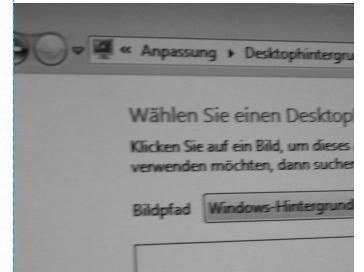 « Anpassung ▸ Desktophintergru
Wählen Sie einen Desktop
Klicken Sie auf ein Bild, um dieses
verwenden möchten, dann suchen
Bildpfad Windows-Hintergrund